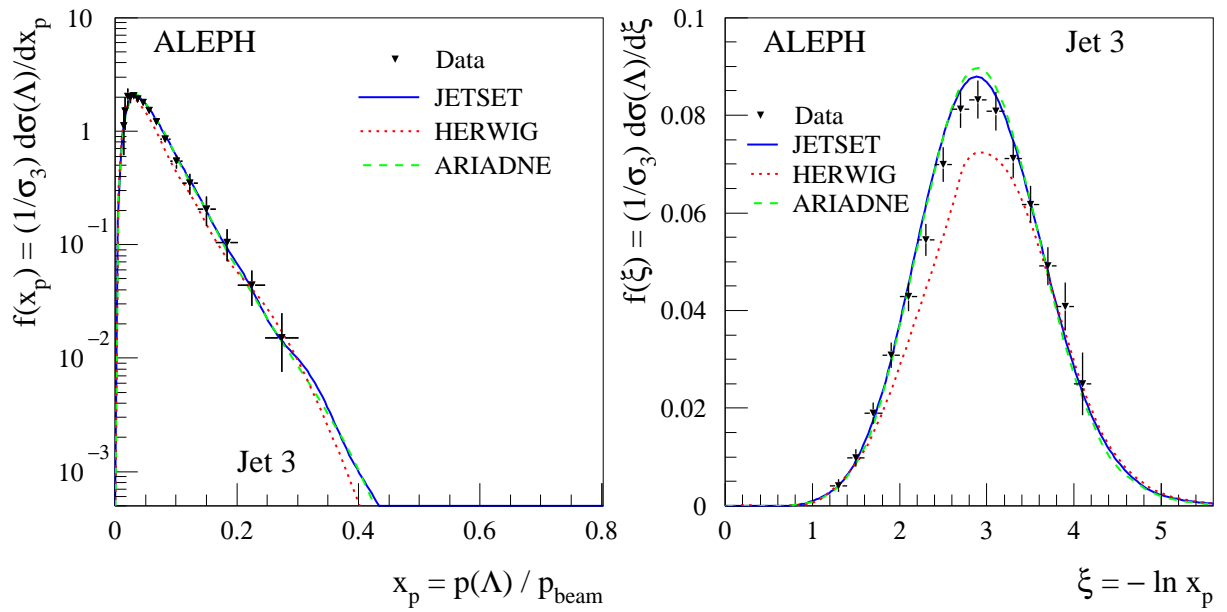 f(x_p) = (1/σ_3) dσ(Λ)/dx_p
10
1
10^-1
10^-2
10^-3
ALEPH
Data
JETSET
HERWIG
ARIADNE
Jet 3
0 0.2 0.4 0.6 0.8
x_p = p(Λ) / p_beam
f(ξ) = (1/σ_3) dσ(Λ)/dξ
0.1
0.08
0.06
0.04
0.02
0
ALEPH Jet 3
Data
JETSET
HERWIG
ARIADNE
0 1 2 3 4 5
ξ = − ln x_p